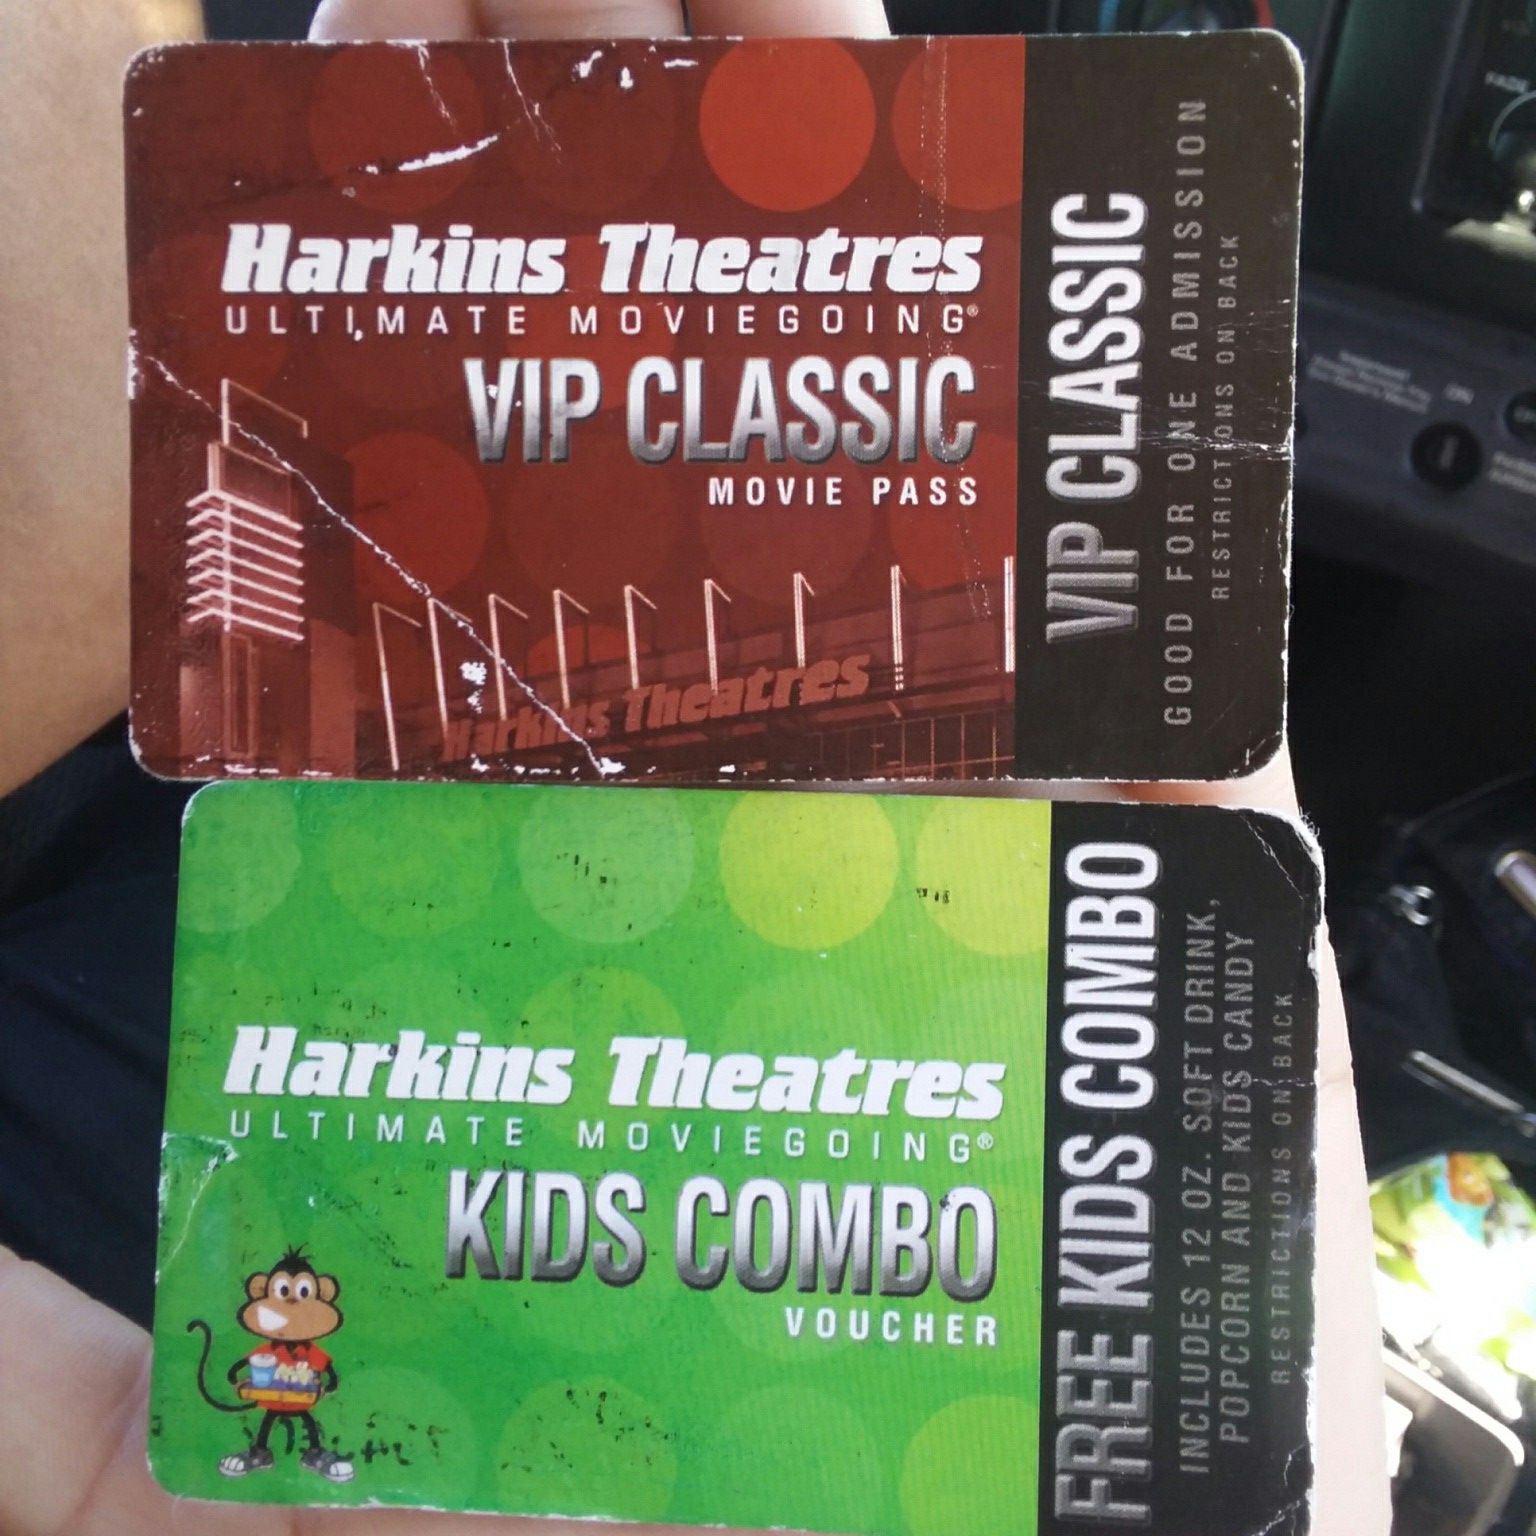 Harkins Theatres
ULTIMATE MOVIEGOING®
VIP CLASSIC
MOVIE PASS
Harkins Theatres
VIP CLASSIC
GOOD FOR ONE ADMISSION
RESTRICTIONS ON BACK
Harkins Theatres
ULTIMATE MOVIEGOING®
KIDS COMBO
VOUCHER
FREE KIDS COMBO
INCLUDES 12 OZ. SOFT DRINK,
POPCORN AND KIDS CANDY
RESTRICTIONS ON BACK
FADE
ON